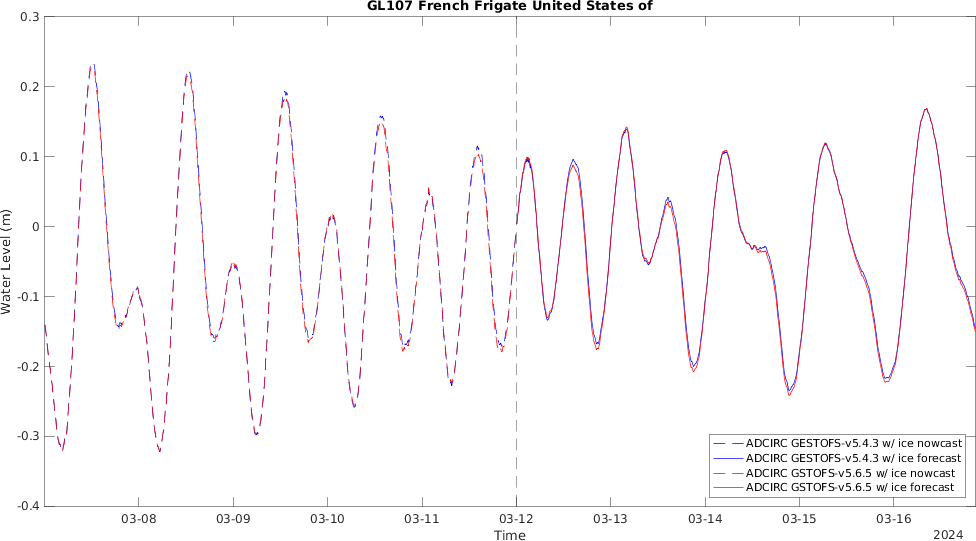 GL107 French Frigate United States of
0.3
0.2
0.1
0
-0.1
-0.2
-0.3
-0.4
Water Level (m)
ADCIRC GESTOFS-v5.4.3 w/ ice nowcast
ADCIRC GESTOFS-v5.4.3 w/ ice forecast
ADCIRC GSTOFS-v5.6.5 w/ ice nowcast
ADCIRC GSTOFS-v5.6.5 w/ ice forecast
03-08 03-09 03-10 03-11 03-12 03-13 03-14 03-15 03-16
Time
2024